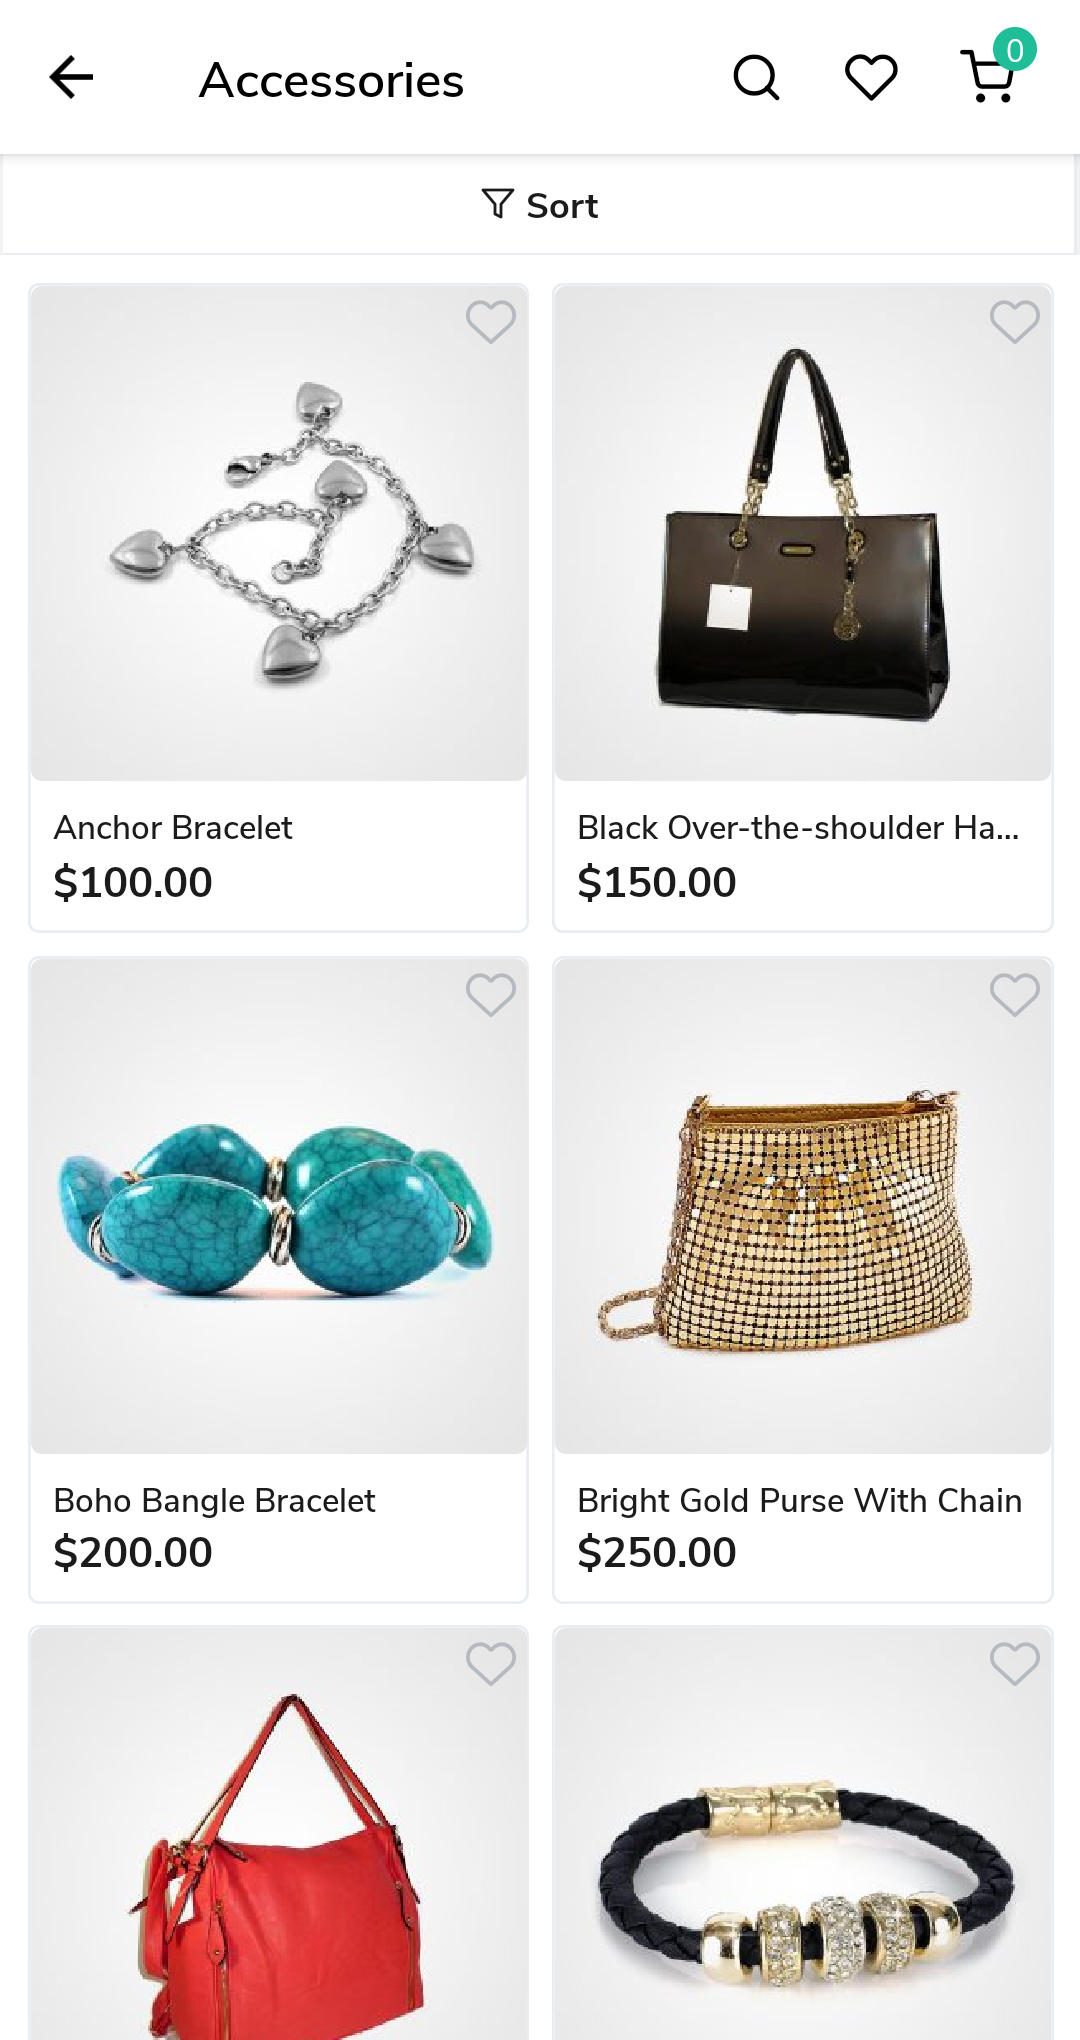 Accessories
0
Sort
Anchor Bracelet
$100.00
Black Over-the-shoulder Ha...
$150.00
Boho Bangle Bracelet
$200.00
Bright Gold Purse With Chain
$250.00